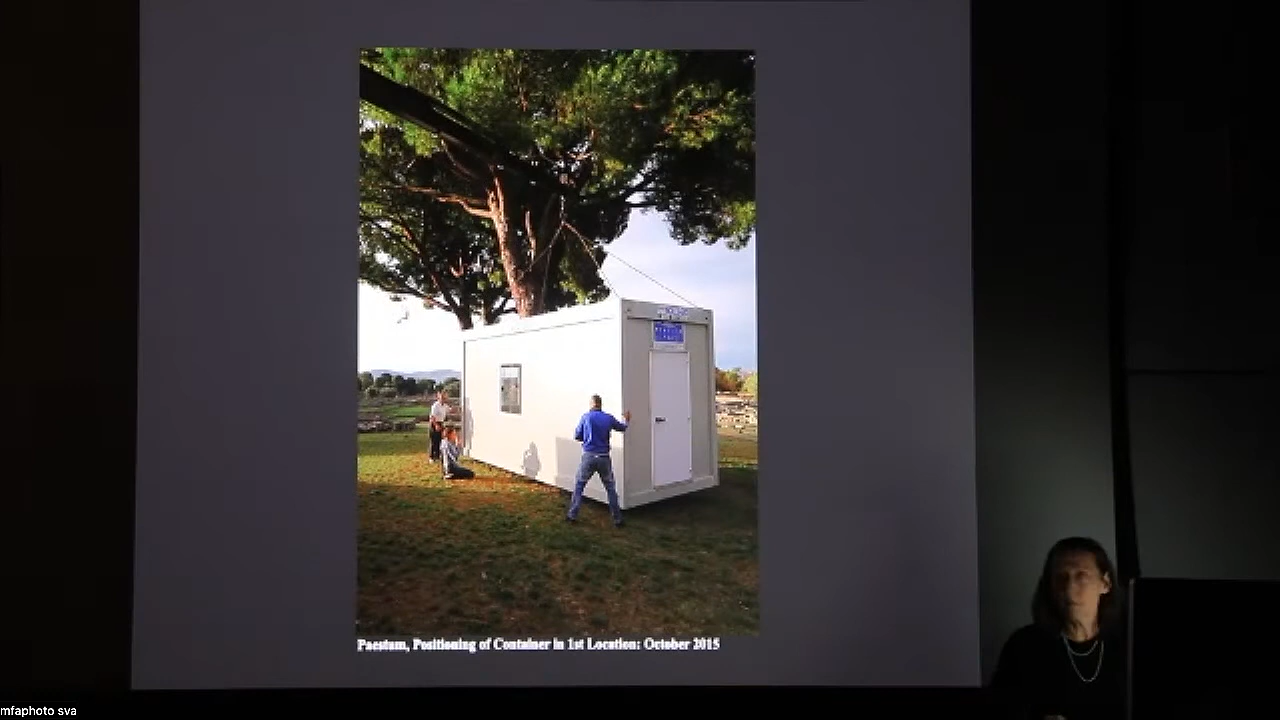 Paestum, Positioning of Container in 1st Location: October 2015
mfaphoto sva